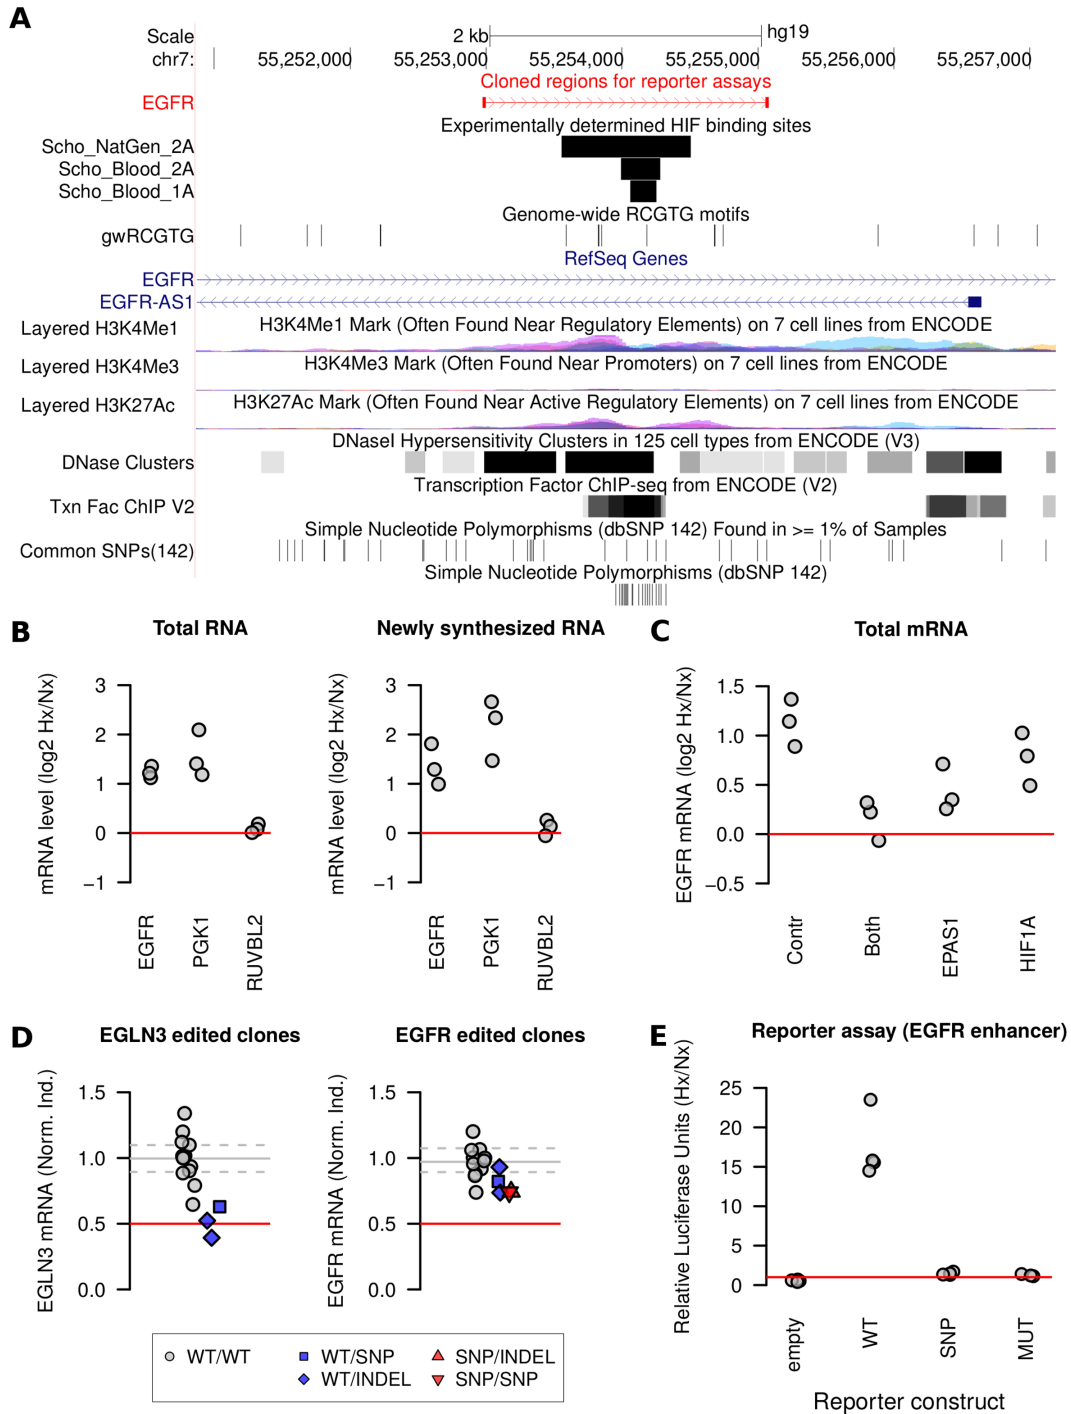 A
Scale 2 kb hg19
chr7: 55,252,000 55,253,000 55,254,000 55,255,000 55,256,000 55,257,000
Cloned regions for reporter assays
EGFR
Experimentally determined HIF binding sites
Scho_NatGen_2A
Scho_Blood_2A
Scho_Blood_1A
Genome-wide RCGTG motifs
gwRCGTG
RefSeq Genes
EGFR
EGFR-AS1
Layered H3K4Me1 H3K4Me1 Mark (Often Found Near Regulatory Elements) on 7 cell lines from ENCODE
Layered H3K4Me3 H3K4Me3 Mark (Often Found Near Promoters) on 7 cell lines from ENCODE
Layered H3K27Ac H3K27Ac Mark (Often Found Near Active Regulatory Elements) on 7 cell lines from ENCODE
DNaseI Hypersensitivity Clusters in 125 cell types from ENCODE (V3)
DNase Clusters
Transcription Factor ChIP-seq from ENCODE (V2)
Txn Fac ChIP V2
Simple Nucleotide Polymorphisms (dbSNP 142) Found in >= 1% of Samples
Common SNPs(142)
Simple Nucleotide Polymorphisms (dbSNP 142)
B
Total RNA
mRNA level (log2 Hx/Nx)
3
2
1
0
−1
EGFR
PGK1
RUVBL2
Newly synthesized RNA
mRNA level (log2 Hx/Nx)
3
2
1
0
−1
EGFR
PGK1
RUVBL2
C
Total mRNA
EGFR mRNA (log2 Hx/Nx)
1.5
1.0
0.5
0.0
−0.5
Contr
Both
EPAS1
HIF1A
D
EGLN3 edited clones
EGLN3 mRNA (Norm. Ind.)
1.5
1.0
0.5
0.0
EGFR edited clones
EGFR mRNA (Norm. Ind.)
1.5
1.0
0.5
0.0
WT/WT
WT/SNP
WT/INDEL
SNP/INDEL
SNP/SNP
E
Reporter assay (EGFR enhancer)
Relative Luciferase Units (Hx/Nx)
25
20
15
10
5
0
empty
WT
SNP
MUT
Reporter construct